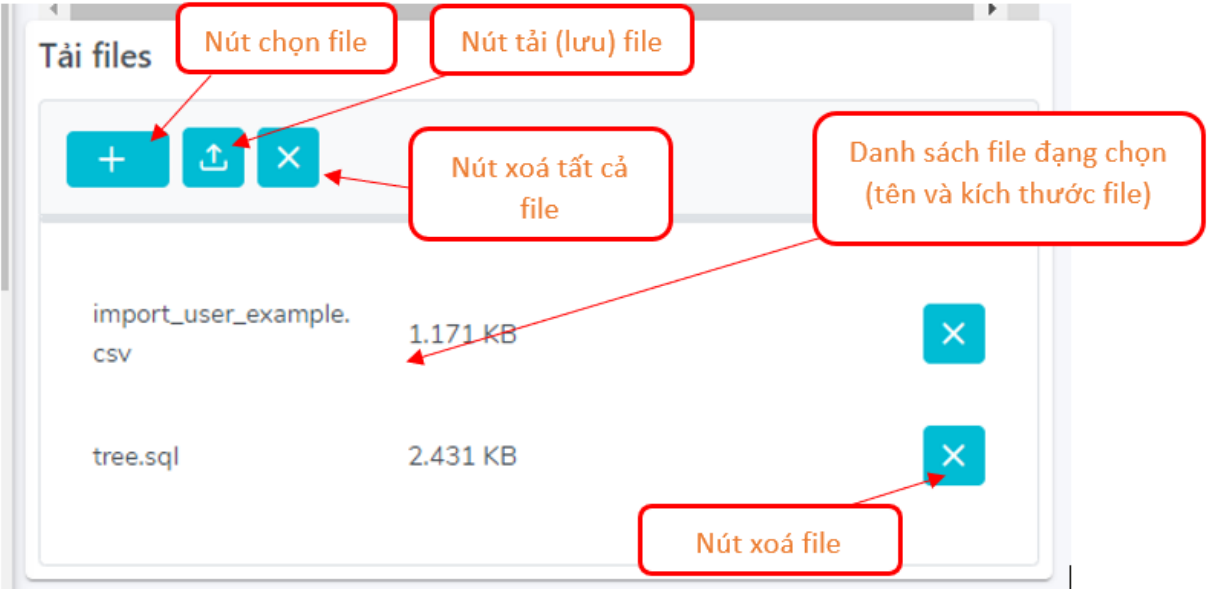 Nút chọn file
Nút tải (lưu) file
Tải files
Nút xoá tất cả
file
Danh sách file đạng chọn
(tên và kích thước file)
import_user_example.
csv
1.171 KB
tree.sql
2.431 KB
Nút xoá file